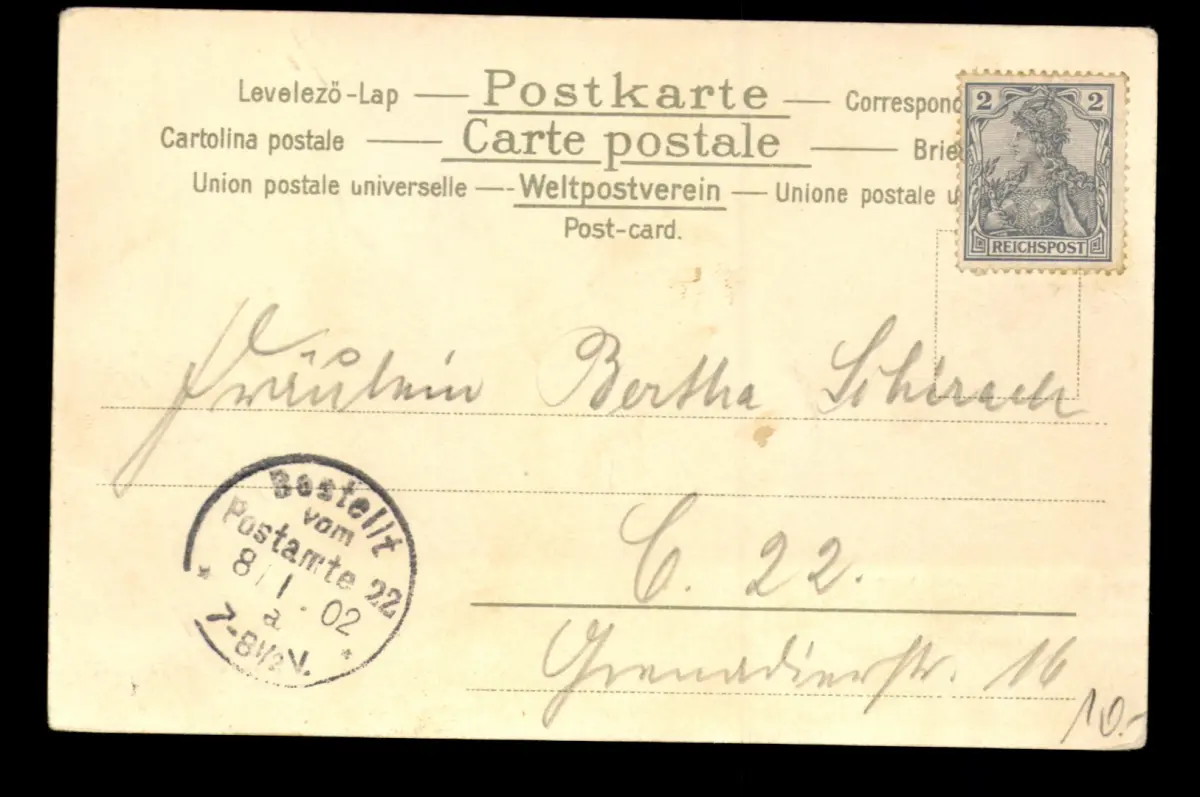 Levelező-Lap — Postkarte — Correspond
Cartolina postale — Carte postale — Brie
Union postale universelle — Weltpostverein — Unione postale u
Post-card.
2 2
REICHSPOST
Fräulein Bertha Schirach
C. 22.
Grenadierstr. 16
Bestellt
vom
Postamte 22
8/1 02
a
7-8½V.
10.-